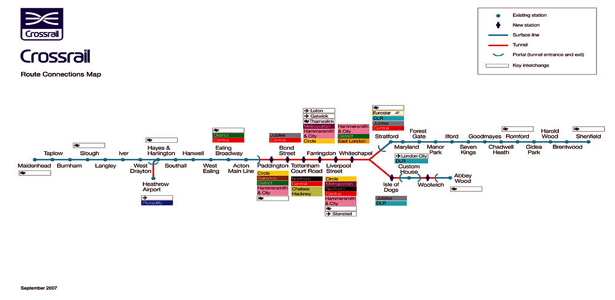 Crossrail
Crossrail
Route Connections Map
Existing station
New station
Surface line
Tunnel
Portal (tunnel entrance and exit)
Key interchange
Maidenhead
Taplow
Burnham
Slough
Langley
Iver
West
Drayton
Hayes &
Harlington
Heathrow
Airport
Piccadilly
Southall
Hanwell
West
Ealing
Ealing
Broadway
District
Central
Acton
Main Line
Paddington
Circle
Bakerloo
District
Hammersmith
& City
Bond
Street
Jubilee
Central
Tottenham
Court Road
Northern
Central
Chelsea
Hackney
Farringdon
Luton
Gatwick
Thameslink
Metropolitan
Hammersmith
& City
Circle
Liverpool
Street
Circle
Metropolitan
Northern
Central
Hammersmith
& City
Stansted
Whitechapel
Hammersmith
& City
District
East London
Stratford
Eurostar
DLR
Jubilee
Central
Maryland
Forest
Gate
Manor
Park
Ilford
Seven
Kings
Goodmayes
Chadwell
Heath
Romford
Gidea
Park
Harold
Wood
Brentwood
Shenfield
Isle of
Dogs
Jubilee
DLR
London City
DLR
Custom
House
Woolwich
Abbey
Wood
September 2007